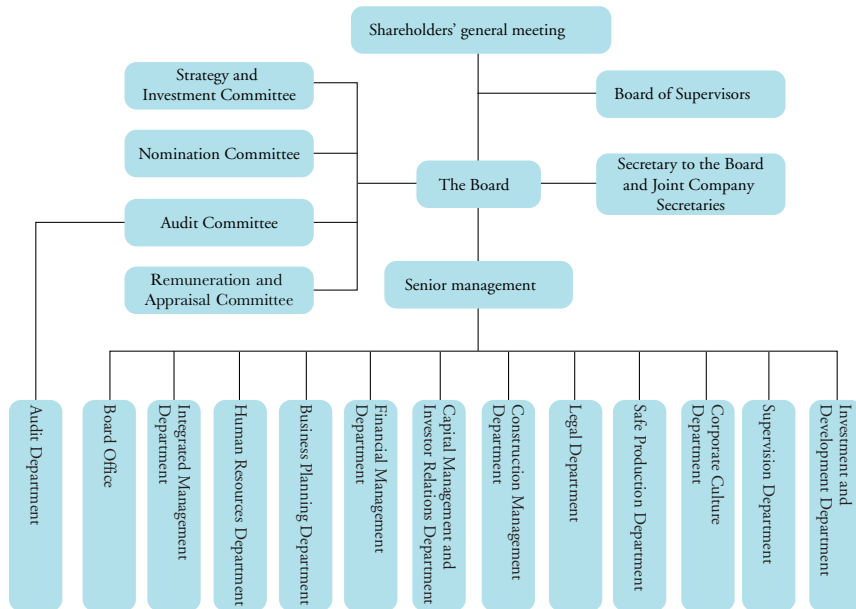 Shareholders’ general meeting
Strategy and
Investment Committee
Board of Supervisors
Nomination Committee
The Board
Secretary to the Board
and Joint Company
Secretaries
Audit Committee
Remuneration and
Appraisal Committee
Senior management
Audit Department
Board Office
Integrated Management
Department
Human Resources Department
Business Planning Department
Financial Management
Department
Capital Management and
Investor Relations Department
Construction Management
Department
Legal Department
Safe Production Department
Corporate Culture
Department
Supervision Department
Investment and
Development Department